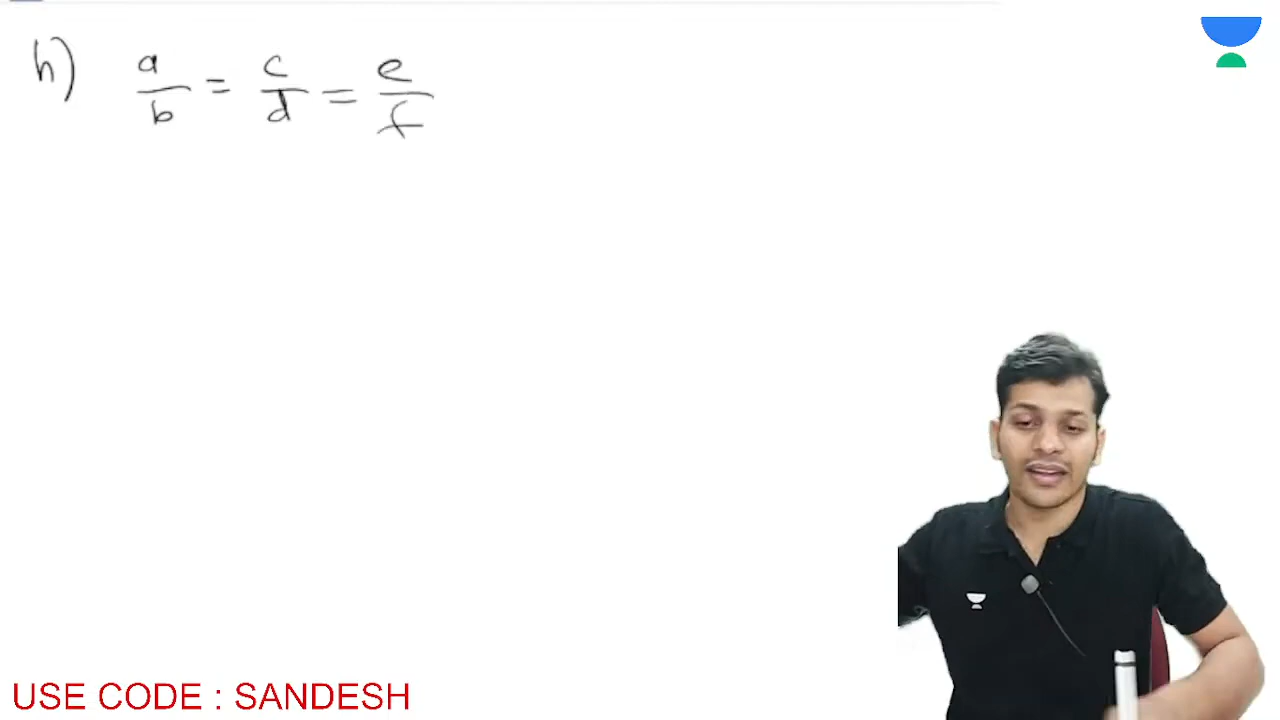 h) a/b = c/d = e/f
USE CODE : SANDESH